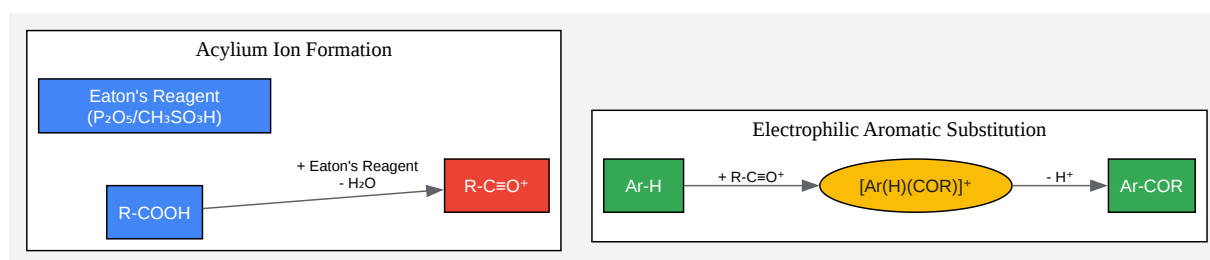 Acylium Ion Formation
Eaton's Reagent
(P₂O₅/CH₃SO₃H)
+ Eaton's Reagent
- H₂O
R-COOH
R-C≡O⁺
Electrophilic Aromatic Substitution
Ar-H
+ R-C≡O⁺
[Ar(H)(COR)]⁺
- H⁺
Ar-COR